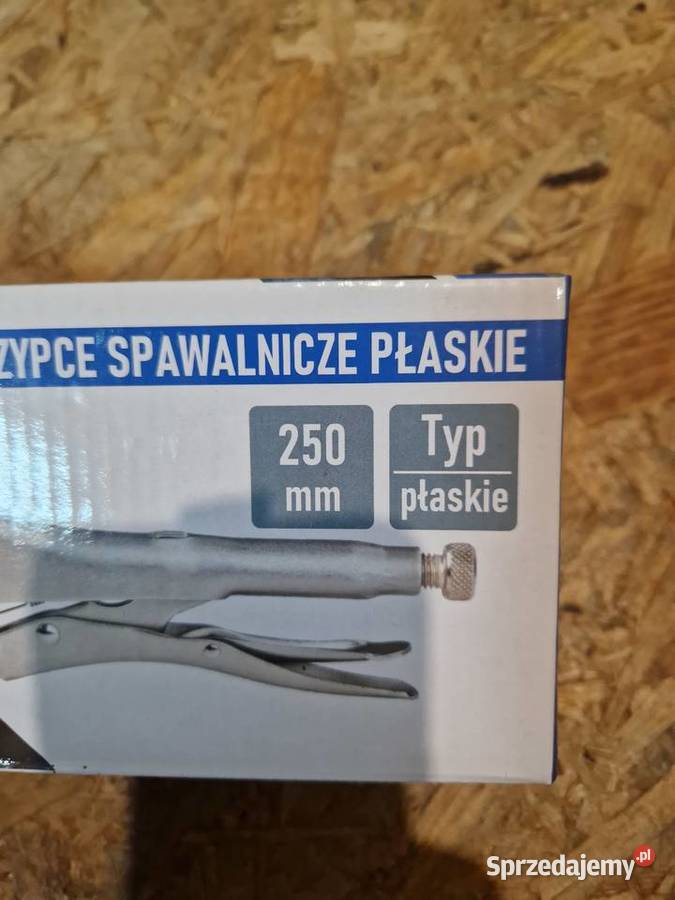 ZYPCE SPAWALNICZE PŁASKIE
250
mm
Typ
płaskie
Sprzedajemy.pl